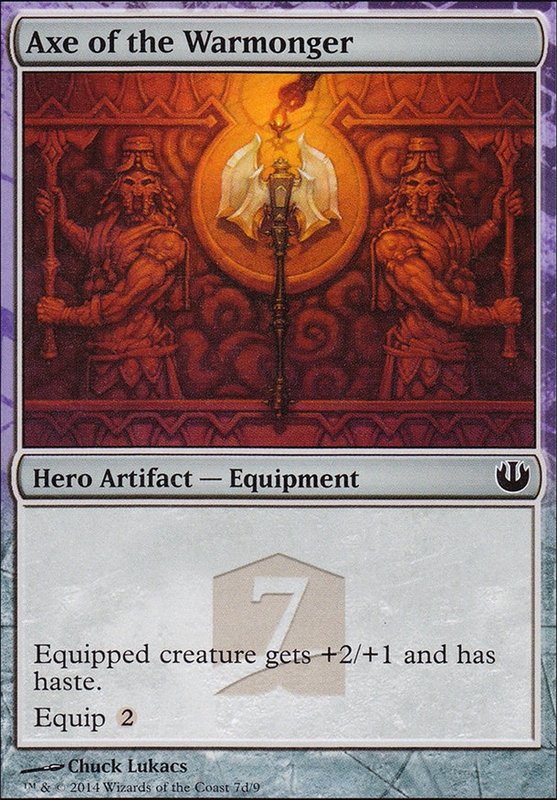 Axe of the Warmonger
Hero Artifact — Equipment
7
Equipped creature gets +2/+1 and has
haste.
Equip 2
Chuck Lukacs
™ & © 2014 Wizards of the Coast 7d/9